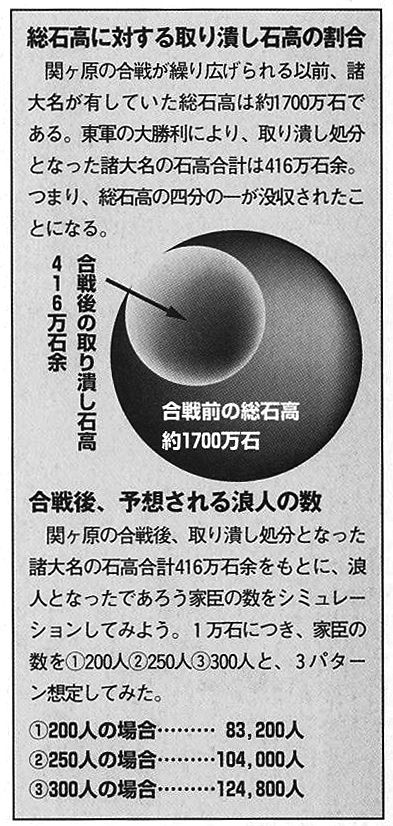 総石高に対する取り潰し石高の割合
　関ヶ原の合戦が繰り広げられる以前、諸
大名が有していた総石高は約1700万石で
ある。東軍の大勝利により、取り潰し処分
となった諸大名の石高合計は416万石余。
つまり、総石高の四分の一が没収されたこ
とになる。
合戦後の取り潰し石高
416万石余
合戦前の総石高
約1700万石
合戦後、予想される浪人の数
　関ヶ原の合戦後、取り潰し処分となった
諸大名の石高合計416万石余をもとに、浪
人となったであろう家臣の数をシミュレー
ションしてみよう。1万石につき、家臣の
数を①200人②250人③300人と、3パター
ン想定してみた。
①200人の場合……… 83,200人
②250人の場合………104,000人
③300人の場合………124,800人